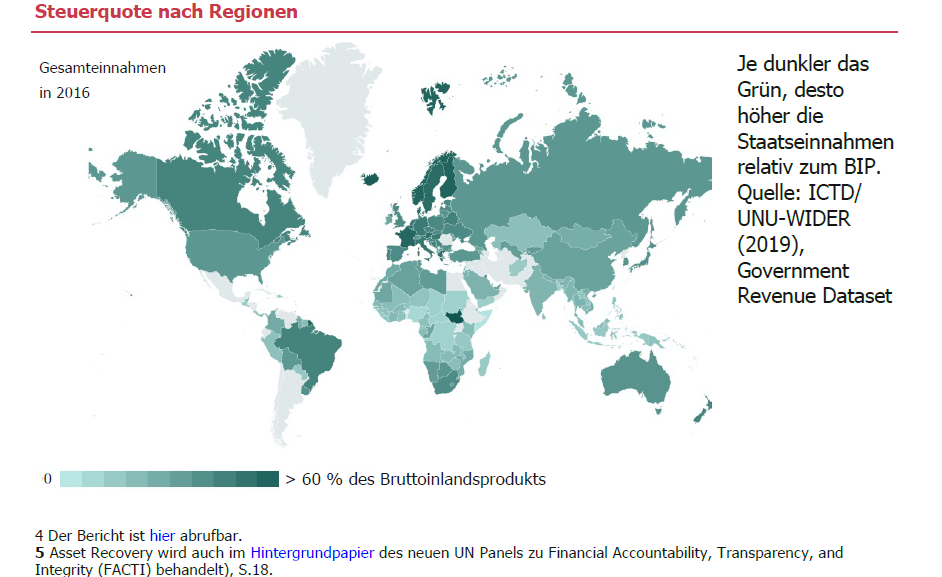 Steuerquote nach Regionen
Gesamteinnahmen
in 2016
Je dunkler das
Grün, desto
höher die
Staatseinnahmen
relativ zum BIP.
Quelle: ICTD/
UNU-WIDER
(2019),
Government
Revenue Dataset
0
> 60 % des Bruttoinlandsprodukts
4 Der Bericht ist hier abrufbar.
5 Asset Recovery wird auch im Hintergrundpapier des neuen UN Panels zu Financial Accountability, Transparency, and
Integrity (FACTI) behandelt), S.18.